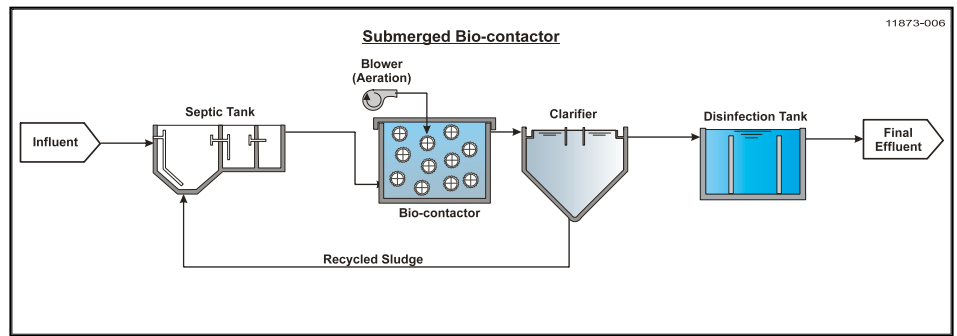 11873-006
Submerged Bio-contactor
Blower
(Aeration)
Septic Tank
Clarifier
Disinfection Tank
Influent
Final
Effluent
Bio-contactor
Recycled Sludge